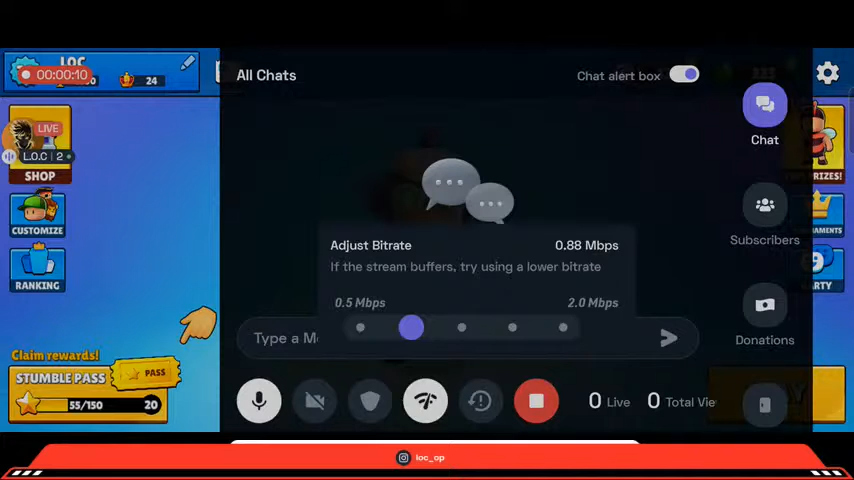 LOC
00:00:10
24
LIVE
L.O.C 2
SHOP
CUSTOMIZE
RANKING
Claim rewards!
STUMBLE PASS
PASS
55/150
20
All Chats
Chat alert box
Adjust Bitrate
0.88 Mbps
If the stream buffers, try using a lower bitrate
0.5 Mbps
2.0 Mbps
Type a M
0 Live
0 Total Vie
Chat
Subscribers
Donations
loc_op